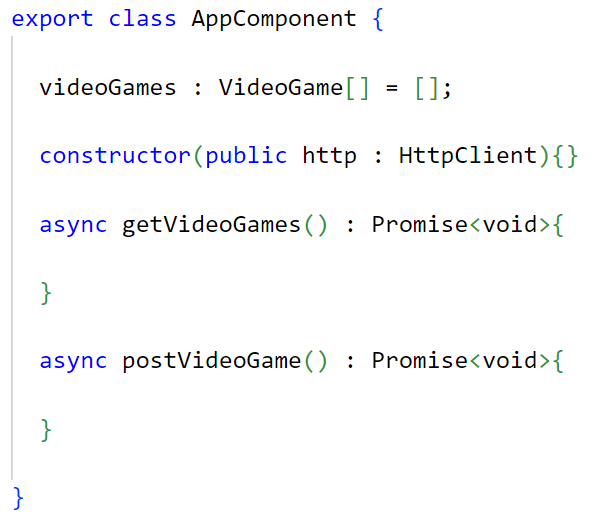 export class AppComponent {
videoGames : VideoGame[] = [];
constructor(public http : HttpClient){}
async getVideoGames() : Promise<void>{
}
async postVideoGame() : Promise<void>{
}
}